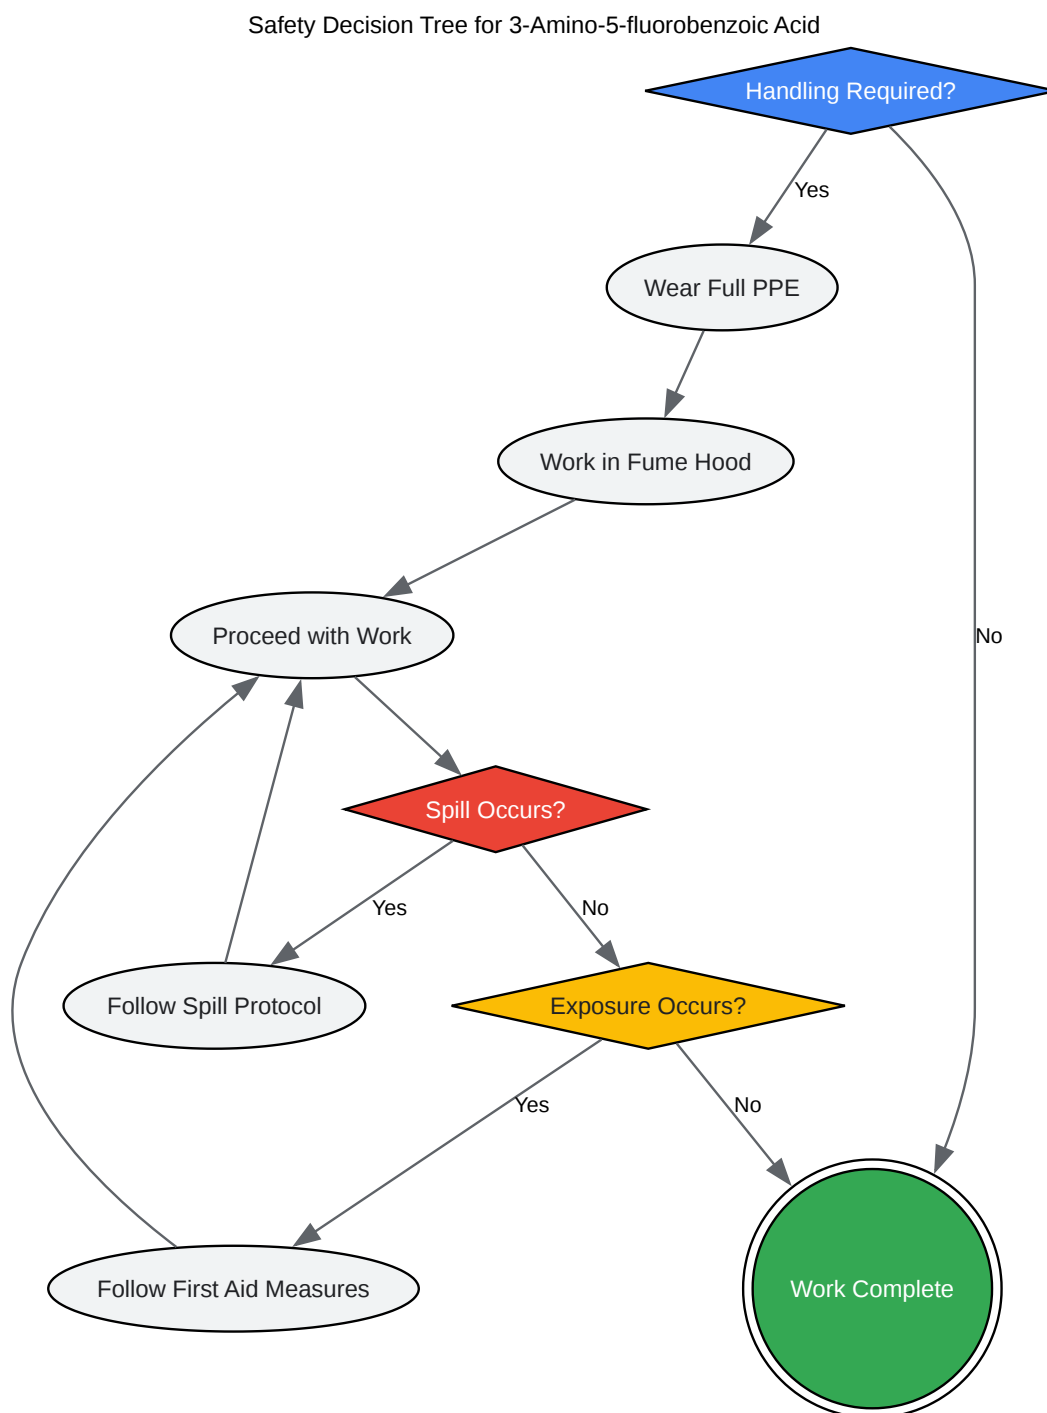 Safety Decision Tree for 3-Amino-5-fluorobenzoic Acid
Handling Required?
Yes
Wear Full PPE
Work in Fume Hood
Proceed with Work
No
Spill Occurs?
Yes
No
Follow Spill Protocol
Exposure Occurs?
Yes
No
Follow First Aid Measures
Work Complete